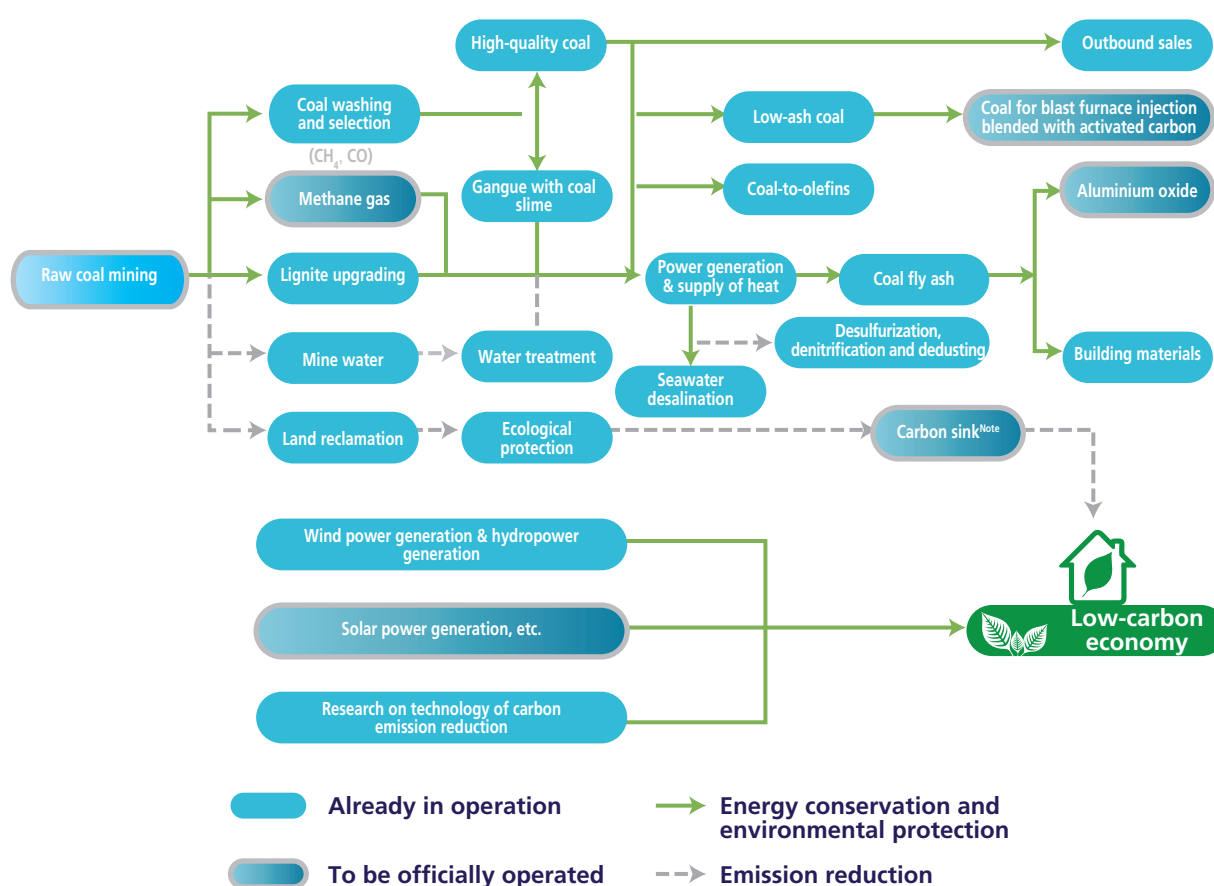 High-quality coal
Outbound sales
Coal washing
and selection
Low-ash coal
Coal for blast furnace injection
blended with activated carbon
(CH₄, CO)
Methane gas
Gangue with coal
slime
Coal-to-olefins
Aluminium oxide
Raw coal mining
Lignite upgrading
Power generation
& supply of heat
Coal fly ash
Mine water
Water treatment
Desulfurization,
denitrification and dedusting
Building materials
Seawater
desalination
Land reclamation
Ecological
protection
Carbon sinkNote
Wind power generation & hydropower
generation
Solar power generation, etc.
Low-carbon
economy
Research on technology of carbon
emission reduction
Already in operation
Energy conservation and
environmental protection
To be officially operated
Emission reduction